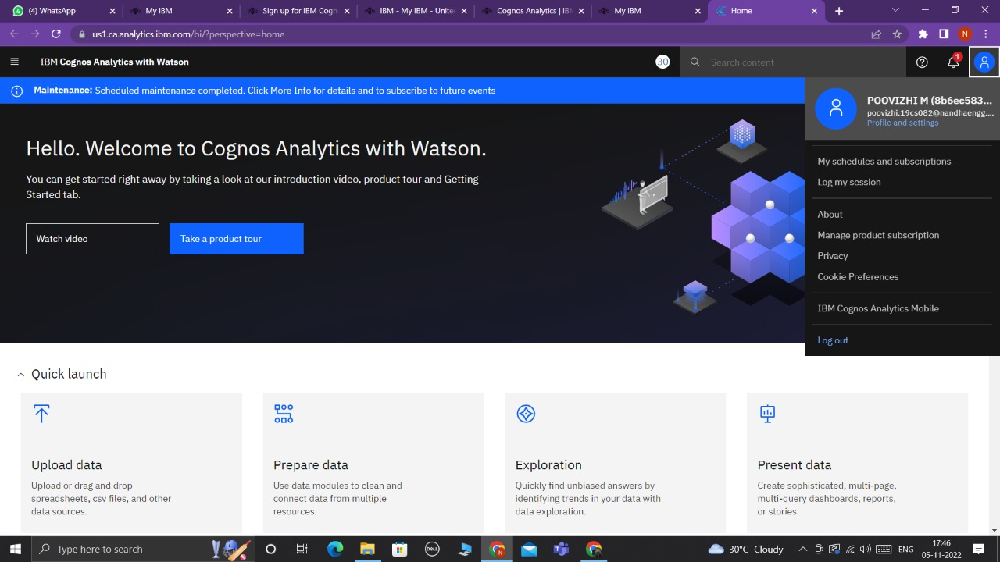 (4) WhatsApp
My IBM
Sign up for IBM Cogn
IBM - My IBM - Unite
Cognos Analytics | IB
My IBM
Home
us1.ca.analytics.ibm.com/bi/?perspective=home
N
IBM Cognos Analytics with Watson
30
Search content
1
Maintenance: Scheduled maintenance completed. Click More Info for details and to subscribe to future events
POOVIZHI M (8b6ec583...
poovizhi.19cs082@nandhaengg....
Profile and settings
Hello. Welcome to Cognos Analytics with Watson.
You can get started right away by taking a look at our introduction video, product tour and Getting
Started tab.
Watch video
Take a product tour
My schedules and subscriptions
Log my session
About
Manage product subscription
Privacy
Cookie Preferences
IBM Cognos Analytics Mobile
Log out
Quick launch
Upload data
Upload or drag and drop
spreadsheets, csv files, and other
data sources.
Prepare data
Use data modules to clean and
connect data from multiple
resources.
Exploration
Quickly find unbiased answers by
identifying trends in your data with
data exploration.
Present data
Create sophisticated, multi-page,
multi-query dashboards, reports,
or stories.
Type here to search
DELL
N
30°C Cloudy
ENG
17:46
05-11-2022